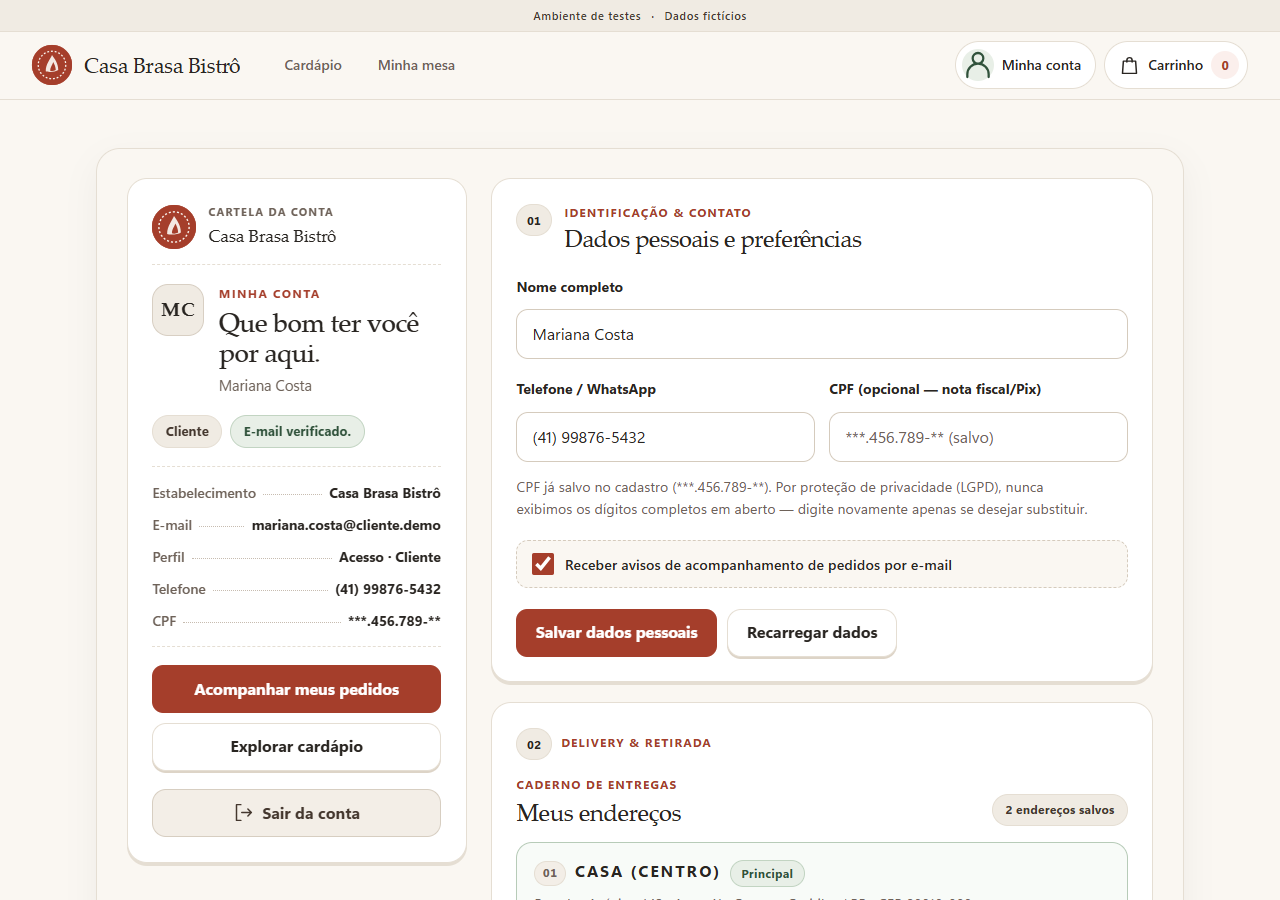 Ambiente de testes · Dados fictícios
Casa Brasa Bistrô
Cardápio
Minha mesa
Minha conta
Carrinho
0
CARTELA DA CONTA
Casa Brasa Bistrô
MC
MINHA CONTA
Que bom ter você
por aqui.
Mariana Costa
Cliente
E-mail verificado.
Estabelecimento Casa Brasa Bistrô
E-mail mariana.costa@cliente.demo
Perfil Acesso · Cliente
Telefone (41) 99876-5432
CPF ***.456.789-**
Acompanhar meus pedidos
Explorar cardápio
Sair da conta
01
IDENTIFICAÇÃO & CONTATO
Dados pessoais e preferências
Nome completo
Mariana Costa
Telefone / WhatsApp
(41) 99876-5432
CPF (opcional — nota fiscal/Pix)
***.456.789-** (salvo)
CPF já salvo no cadastro (***.456.789-**). Por proteção de privacidade (LGPD), nunca
exibimos os dígitos completos em aberto — digite novamente apenas se desejar substituir.
Receber avisos de acompanhamento de pedidos por e-mail
Salvar dados pessoais
Recarregar dados
02
DELIVERY & RETIRADA
CADERNO DE ENTREGAS
Meus endereços
2 endereços salvos
01
CASA (CENTRO)
Principal